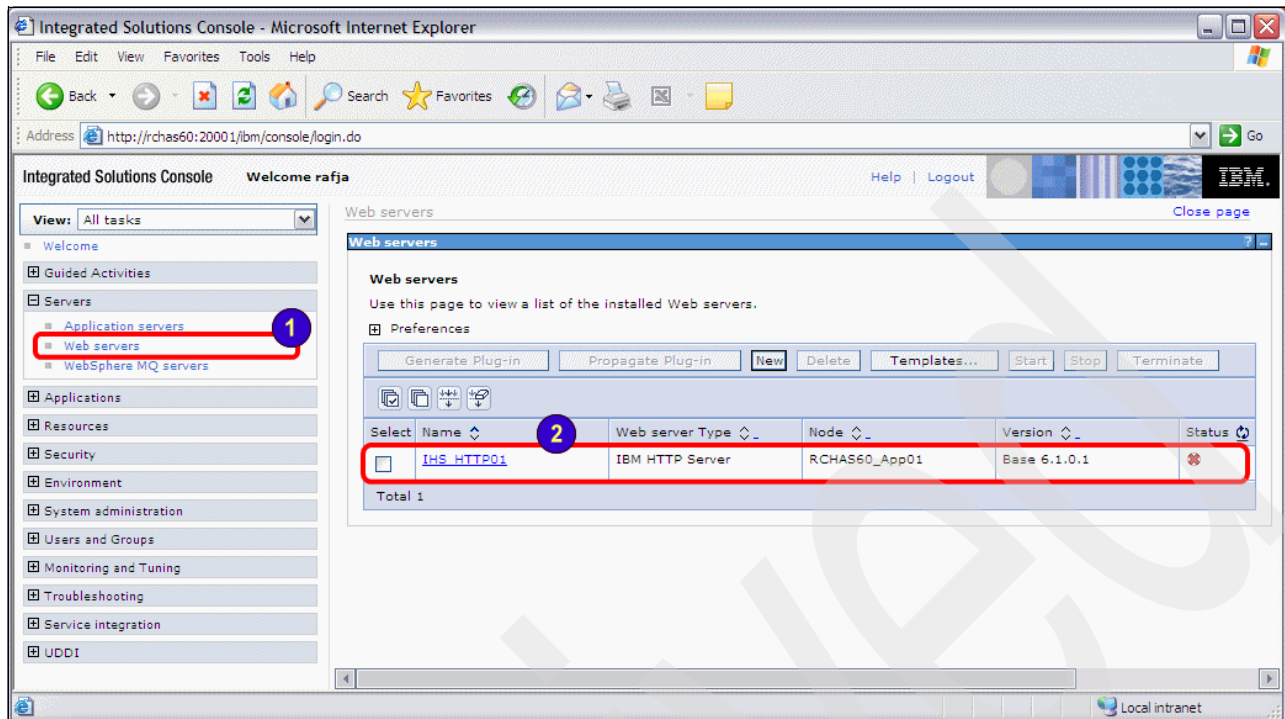 Integrated Solutions Console - Microsoft Internet Explorer
File Edit View Favorites Tools Help
Back Search Favorites
Address http://rchas60:20001/ibm/console/login.do Go
Integrated Solutions Console Welcome rafja Help | Logout IBM.
View: All tasks
Welcome
Guided Activities
Servers
Application servers
1
Web servers
WebSphere MQ servers
Applications
Resources
Security
Environment
System administration
Users and Groups
Monitoring and Tuning
Troubleshooting
Service integration
UDDI
Web servers Close page
Web servers ? -
Web servers
Use this page to view a list of the installed Web servers.
Preferences
Generate Plug-in Propagate Plug-in New Delete Templates... Start Stop Terminate
Select Name 2 Web server Type Node Version Status
IHS_HTTP01 IBM HTTP Server RCHAS60_App01 Base 6.1.0.1
Total 1
Local intranet